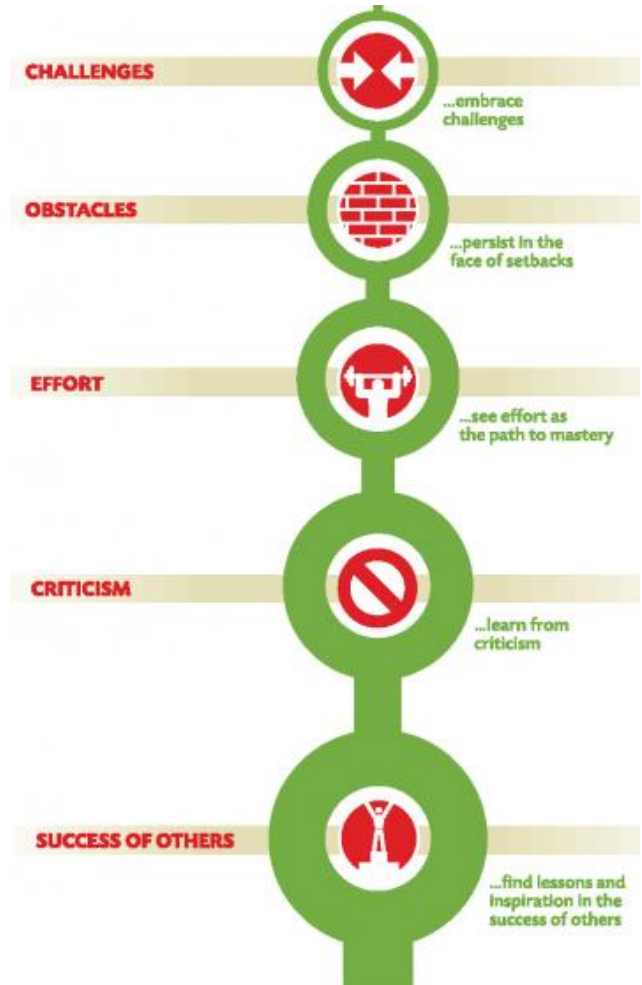 CHALLENGES
...embrace
challenges
OBSTACLES
...persist in the
face of setbacks
EFFORT
...see effort as
the path to mastery
CRITICISM
...learn from
criticism
SUCCESS OF OTHERS
...find lessons and
inspiration in the
success of others